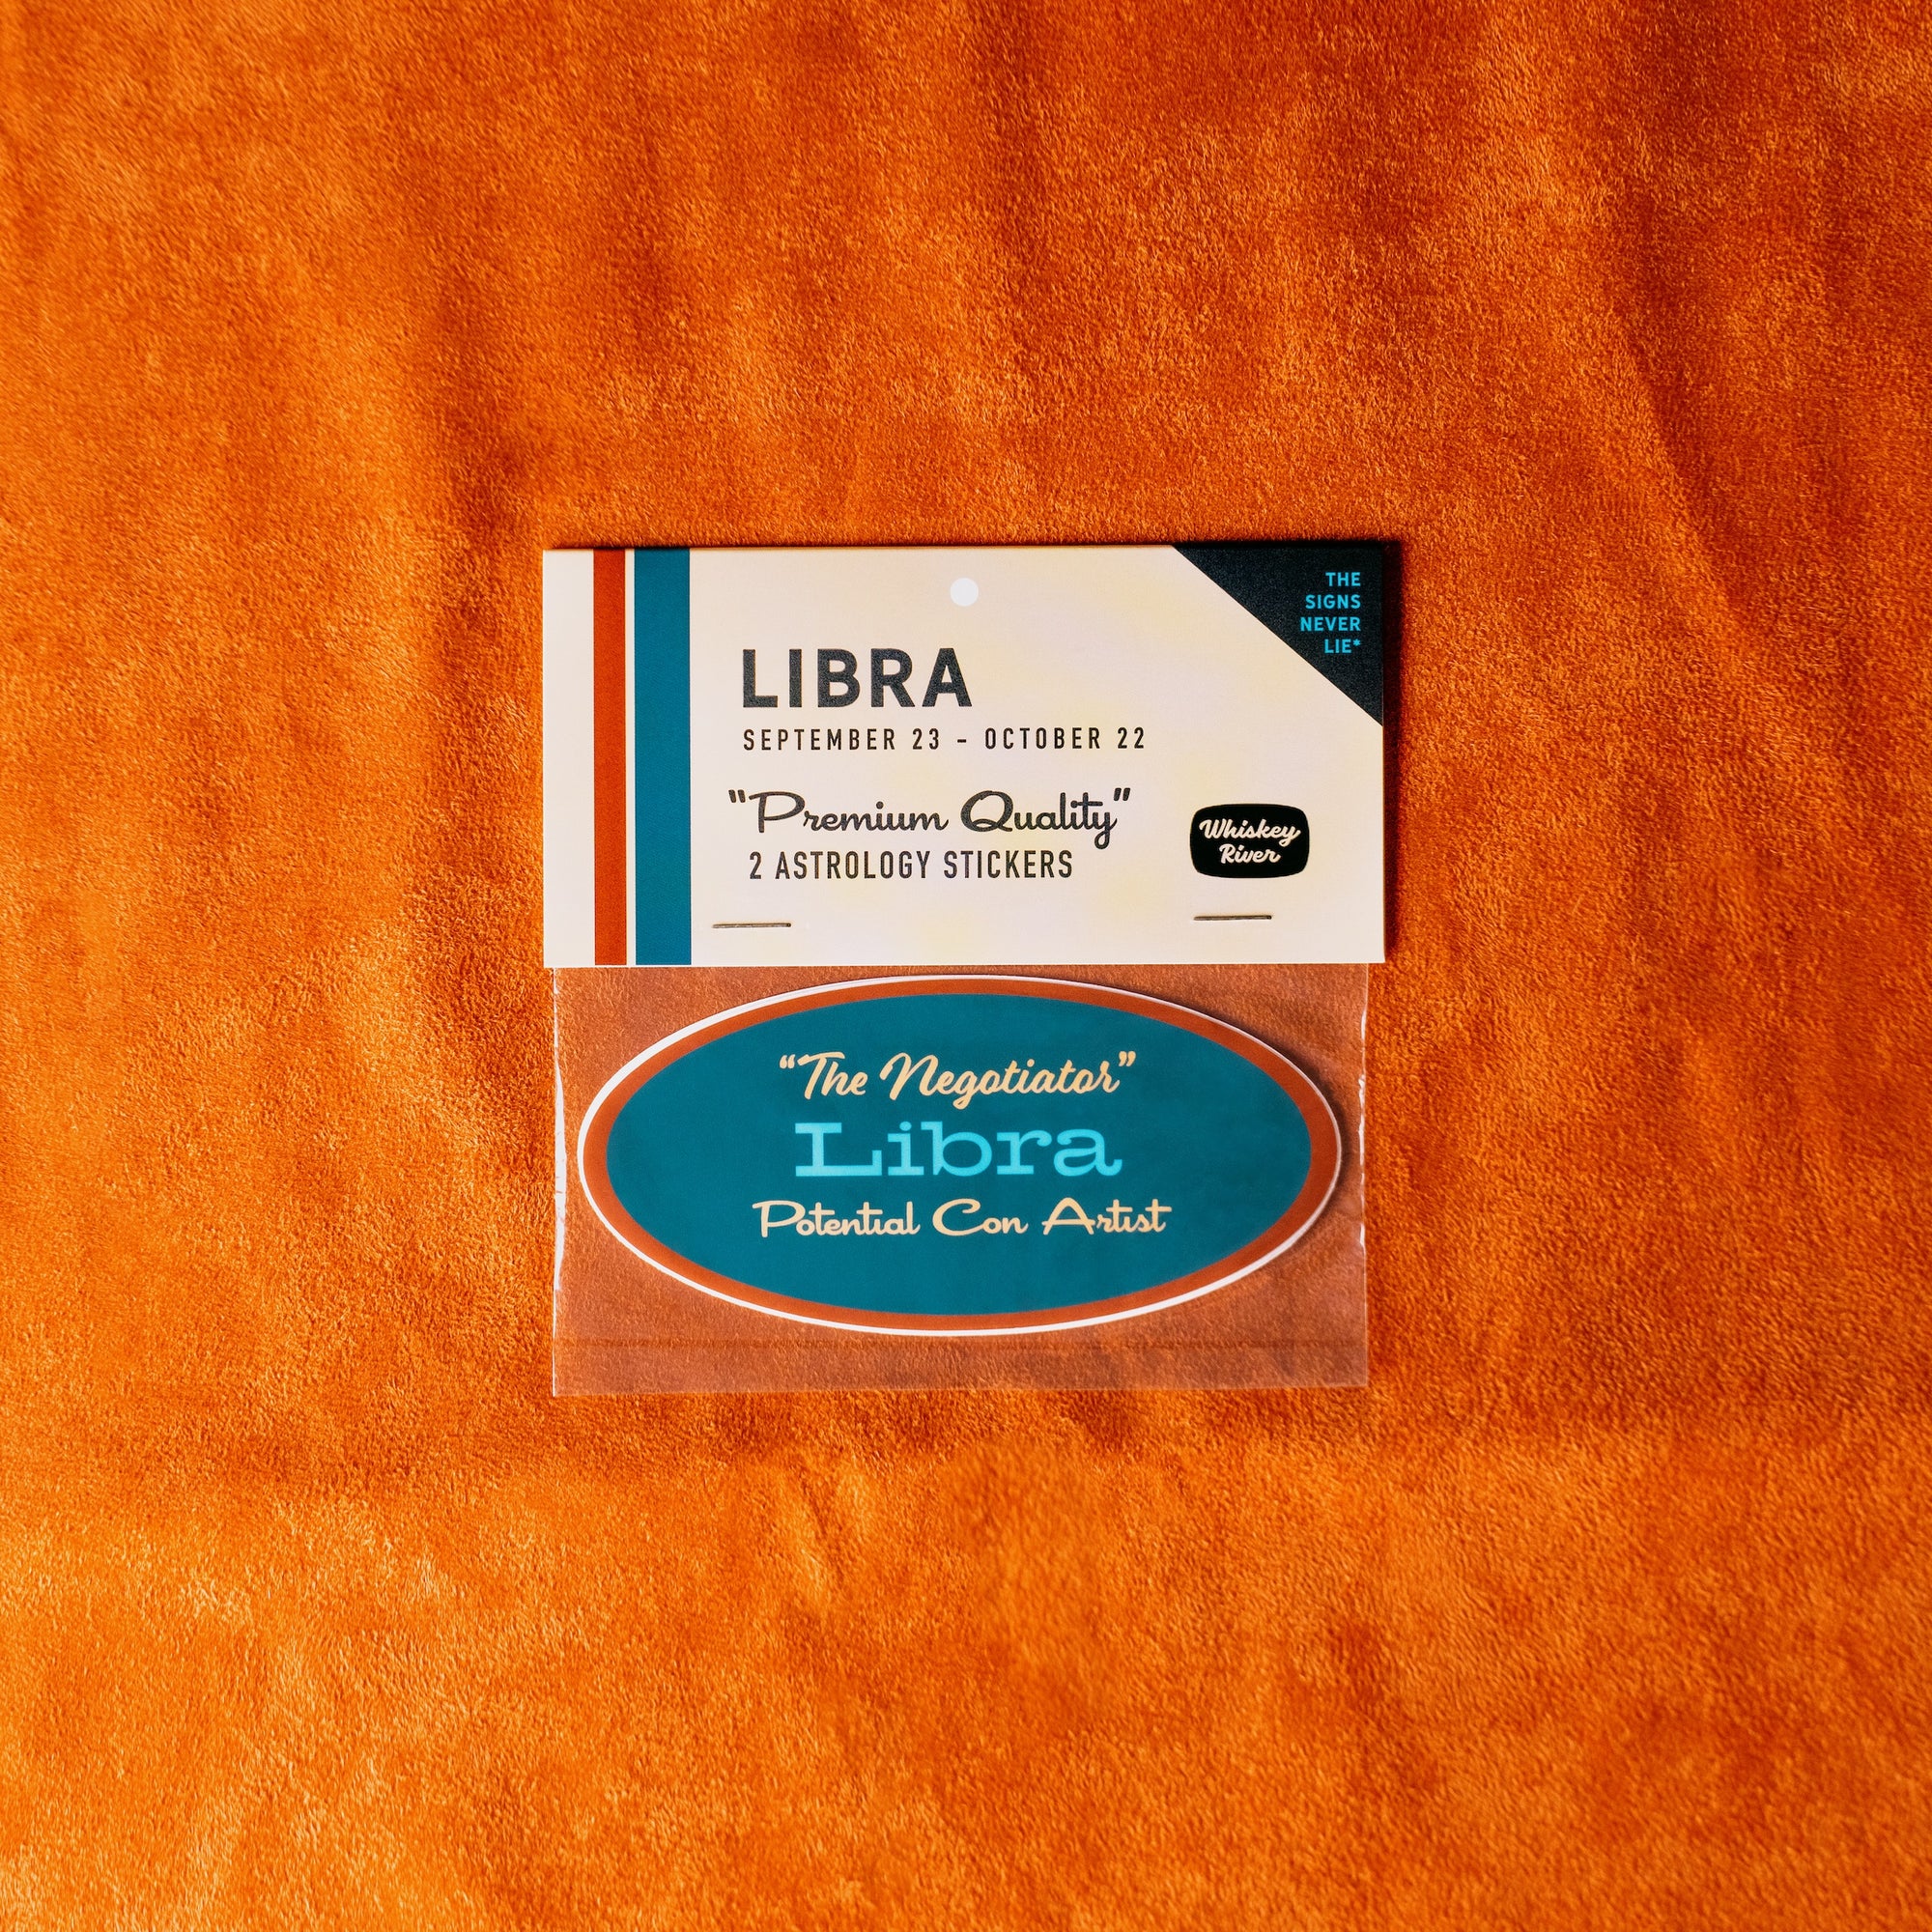 THE
SIGNS
NEVER
LIE*
LIBRA
SEPTEMBER 23 - OCTOBER 22
"Premium Quality"
2 ASTROLOGY STICKERS
Whiskey
River
“The Negotiator”
Libra
Potential Con Artist